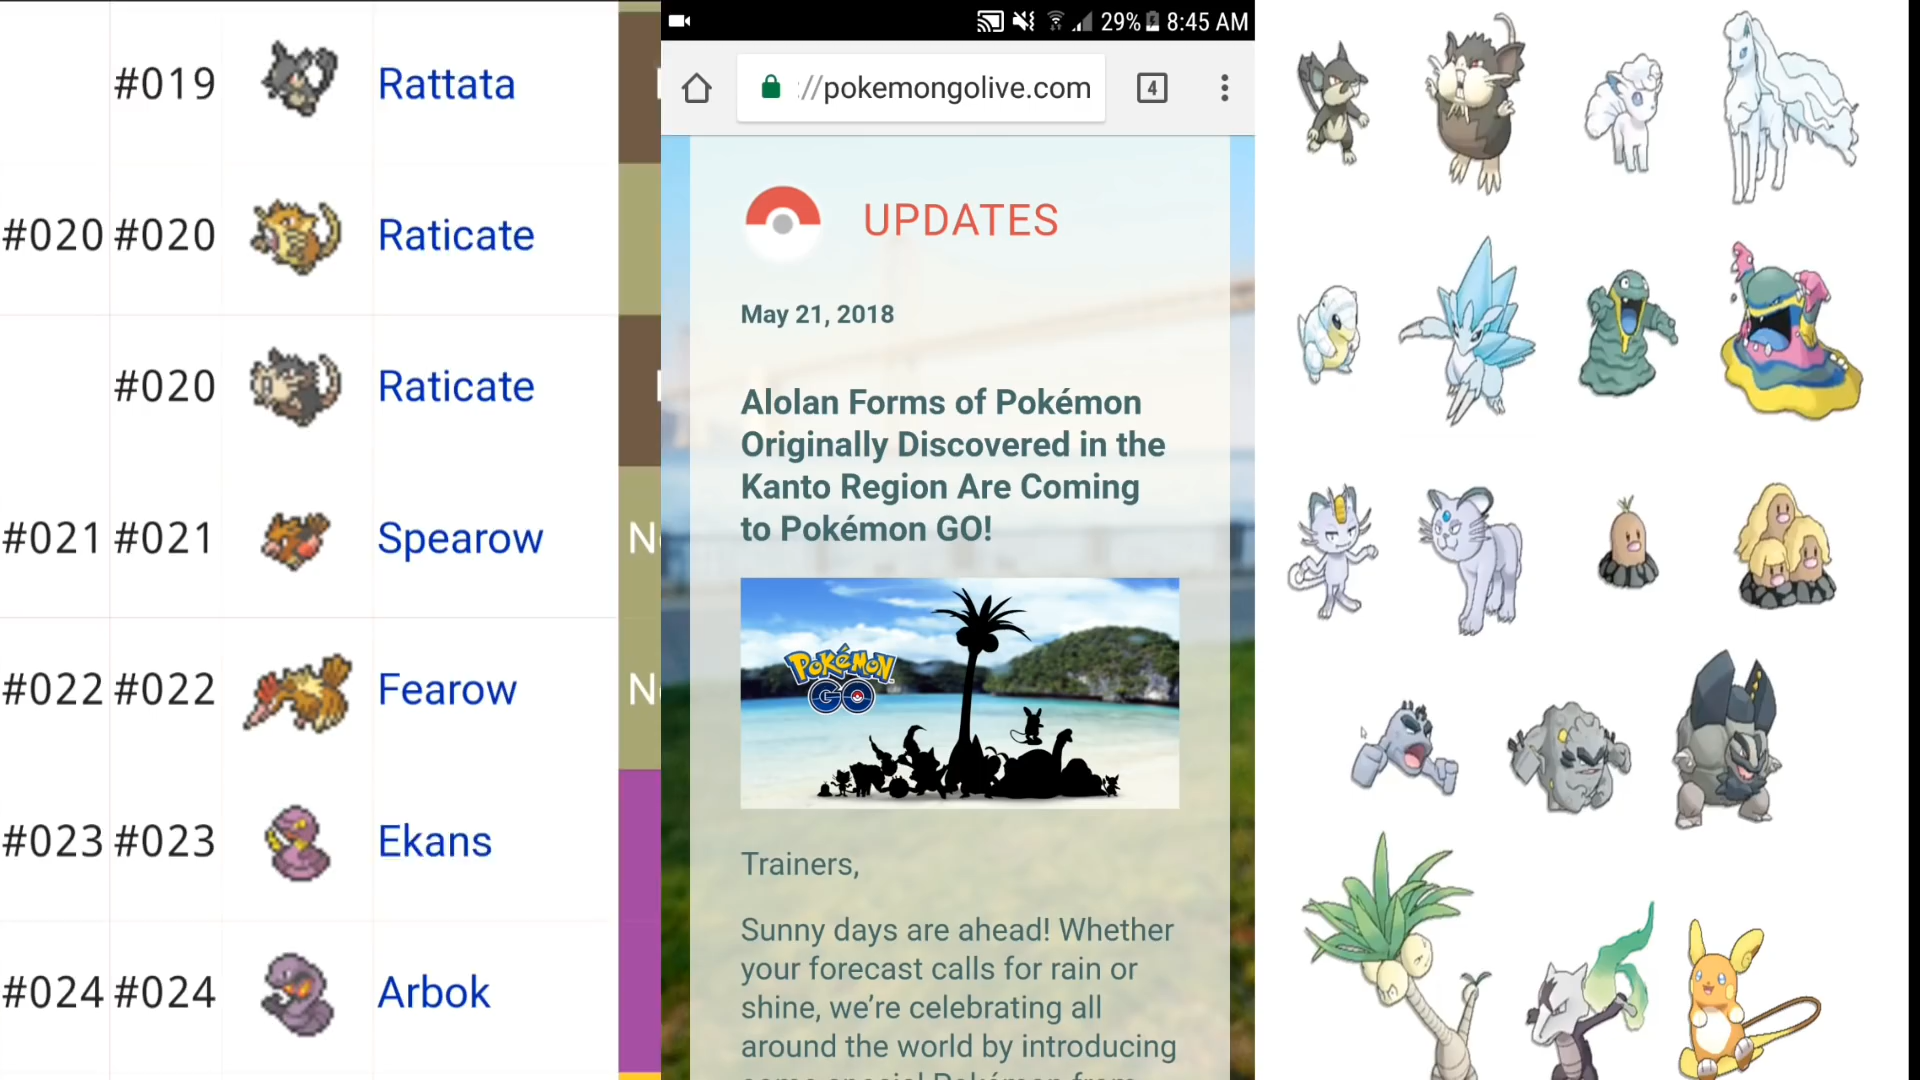 #019 Rattata
#020 #020 Raticate
#020 Raticate
#021 #021 Spearow
#022 #022 Fearow
#023 #023 Ekans
#024 #024 Arbok
29% 8:45 AM
://pokemongolive.com 4
UPDATES
May 21, 2018
Alolan Forms of Pokémon
Originally Discovered in the
Kanto Region Are Coming
to Pokémon GO!
POKéMON
GO
Trainers,
Sunny days are ahead! Whether
your forecast calls for rain or
shine, we’re celebrating all
around the world by introducing